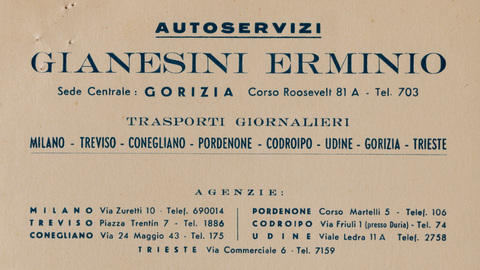 AUTOSERVIZI
GIANESINI ERMINIO
Sede Centrale: GORIZIA Corso Roosevelt 81 A - Tel. 703
TRASPORTI GIORNALIERI
MILANO - TREVISO - CONEGLIANO - PORDENONE - CODROIPO - UDINE - GORIZIA - TRIESTE
AGENZIE:
MILANO Via Zuretti 10 - Telef. 690014
TREVISO Piazza Trentin 7 - Tel. 1886
CONEGLIANO Via 24 Maggio 43 - Tel. 175
PORDENONE Corso Martelli 5 - Telef. 106
CODROIPO Via Friuli 1 (presso Duria) - Tel. 74
UDINE Viale Ledra 11 A Telef. 2758
TRIESTE Via Commerciale 6 - Tel. 7159